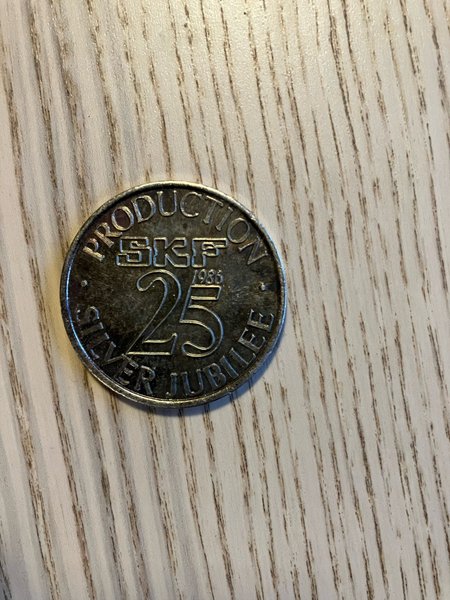 PRODUCTION
SKF
1986
25
SILVER JUBILEE